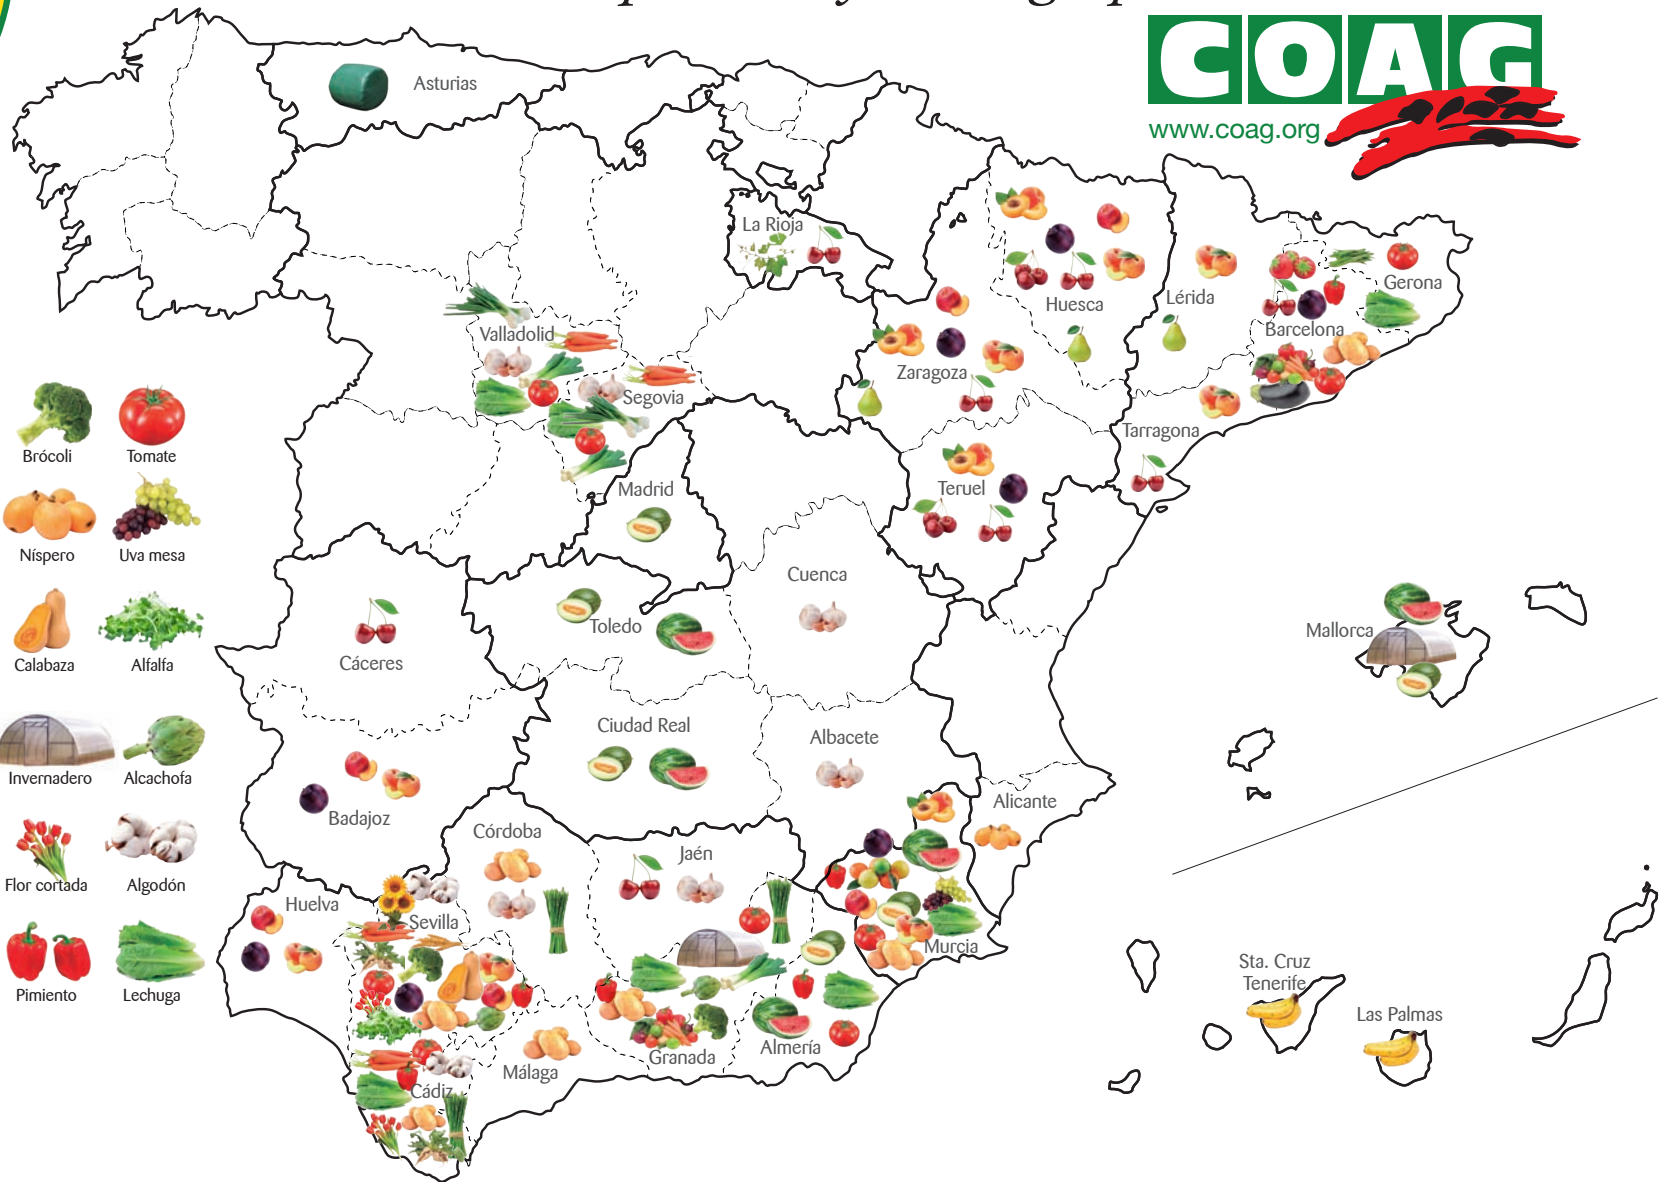 COAG
www.coag.org
Asturias
La Rioja
Huesca
Lérida
Gerona
Barcelona
Valladolid
Zaragoza
Segovia
Tarragona
Brócoli
Tomate
Madrid
Teruel
Níspero
Uva mesa
Cuenca
Toledo
Mallorca
Calabaza
Alfalfa
Cáceres
Ciudad Real
Albacete
Invernadero
Alcachofa
Badajoz
Alicante
Córdoba
Jaén
Flor cortada
Algodón
Huelva
Sevilla
Murcia
Sta. Cruz
Tenerife
Pimiento
Lechuga
Las Palmas
Granada
Almería
Málaga
Cádiz